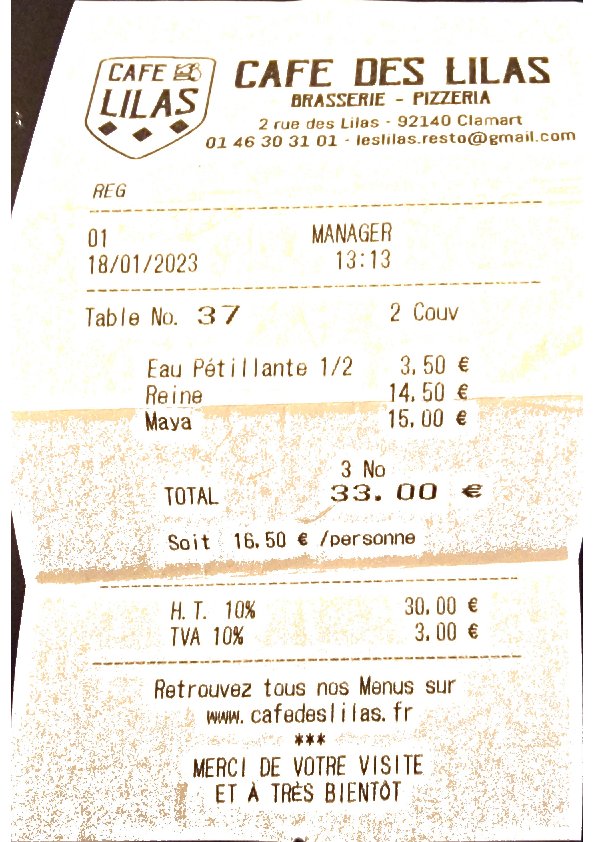 CAFE
LILAS
CAFE DES LILAS
BRASSERIE - PIZZERIA
2 rue des Lilas - 92140 Clamart
01 46 30 31 01 - leslilas.resto@gmail.com
REG
01 MANAGER
18/01/2023 13:13
Table No. 37 2 Couv
Eau Pétillante 1/2 3,50 €
Reine 14,50 €
Maya 15,00 €
3 No
TOTAL 33.00 €
Soit 16,50 € /personne
H.T. 10% 30,00 €
TVA 10% 3,00 €
Retrouvez tous nos Menus sur
www.cafedeslilas.fr
***
MERCI DE VOTRE VISITE
ET À TRÈS BIENTÔT